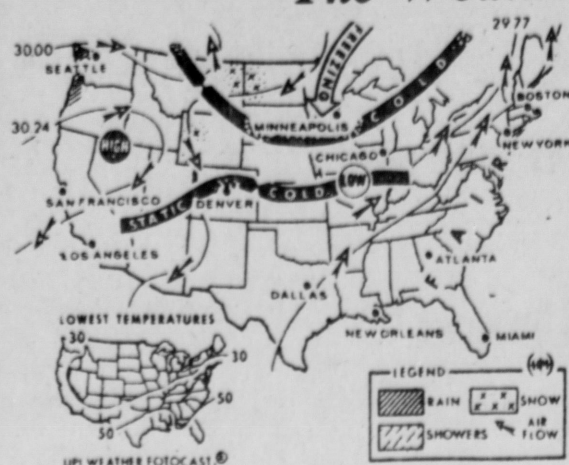 29.77
30.00
SEATTLE
FREEZING
COLD
BOSTON
30.24
MINNEAPOLIS
HIGH
CHICAGO
NEW YORK
LOW
SAN FRANCISCO
STATIC
DENVER
COLD
LOS ANGELES
FAIR
ATLANTA
DALLAS
LOWEST TEMPERATURES
NEW ORLEANS
MIAMI
30
30
LEGEND
50
RAIN
SNOW
50
SHOWERS
AIR
FLOW
UPI WEATHER FOTOCAST ®